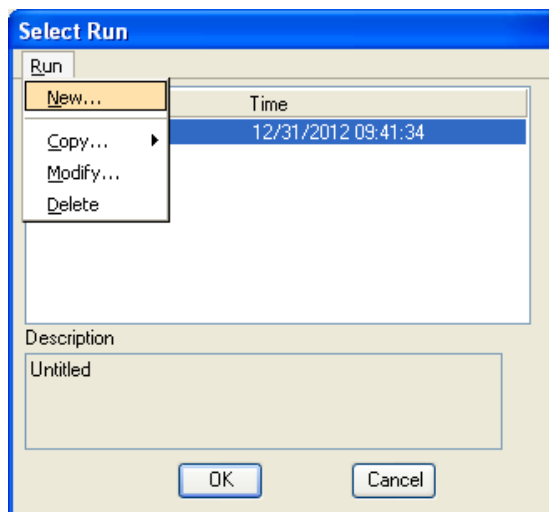 Select Run
Run
New...
Time
Copy...
12/31/2012 09:41:34
Modify...
Delete
Description
Untitled
OK
Cancel